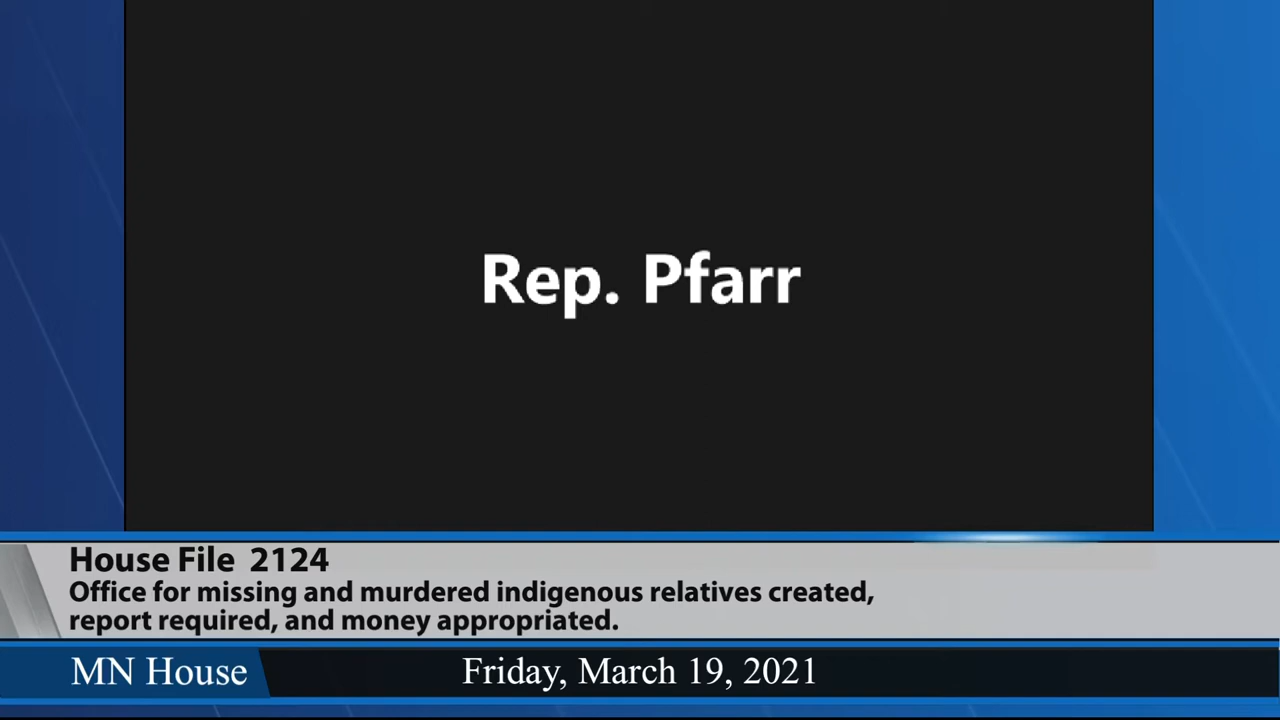 Rep. Pfarr
House File 2124
Office for missing and murdered indigenous relatives created,
report required, and money appropriated.
MN House
Friday, March 19, 2021